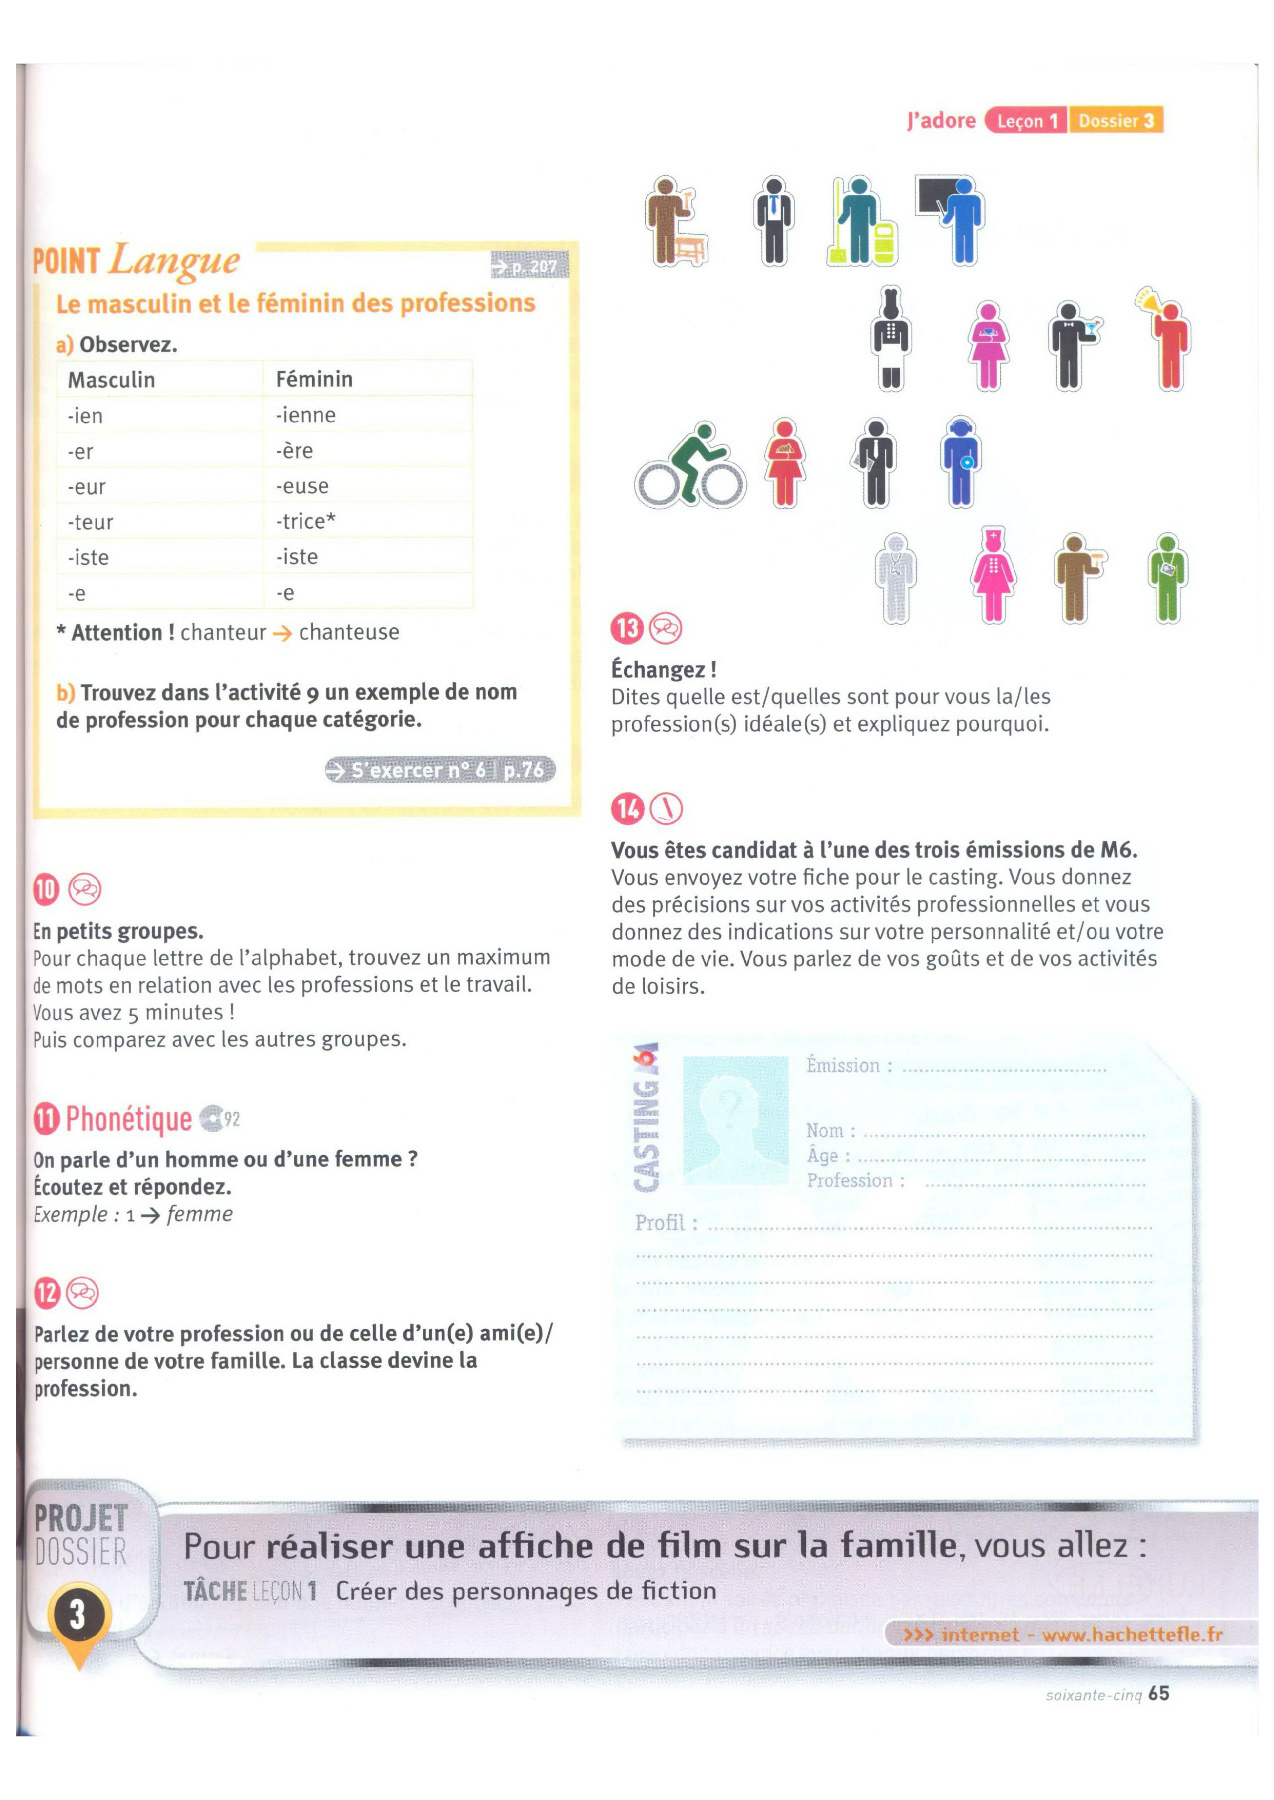 J'adore Leçon 1 Dossier 3
POINT Langue
→ p. 207
Le masculin et le féminin des professions
a) Observez.
Masculin Féminin
-ien -ienne
-er -ère
-eur -euse
-teur -trice*
-iste -iste
-e -e
* Attention ! chanteur → chanteuse
b) Trouvez dans l'activité 9 un exemple de nom
de profession pour chaque catégorie.
→ S'exercer n° 6 | p.76
10
En petits groupes.
Pour chaque lettre de l'alphabet, trouvez un maximum
de mots en relation avec les professions et le travail.
Vous avez 5 minutes !
Puis comparez avec les autres groupes.
11 Phonétique 92
On parle d'un homme ou d'une femme ?
Écoutez et répondez.
Exemple : 1 → femme
12
Parlez de votre profession ou de celle d'un(e) ami(e)/
personne de votre famille. La classe devine la
profession.
13
Échangez !
Dites quelle est/quelles sont pour vous la/les
profession(s) idéale(s) et expliquez pourquoi.
14
Vous êtes candidat à l'une des trois émissions de M6.
Vous envoyez votre fiche pour le casting. Vous donnez
des précisions sur vos activités professionnelles et vous
donnez des indications sur votre personnalité et/ou votre
mode de vie. Vous parlez de vos goûts et de vos activités
de loisirs.
CASTING M6
?
Émission : ...................................
Nom : ................................................
Âge : .................................................
Profession : .....................................
Profil : ...........................................................................
PROJET
DOSSIER
3
Pour réaliser une affiche de film sur la famille, vous allez :
TÂCHE LEÇON 1 Créer des personnages de fiction
>>> internet - www.hachettefle.fr
soixante-cinq 65